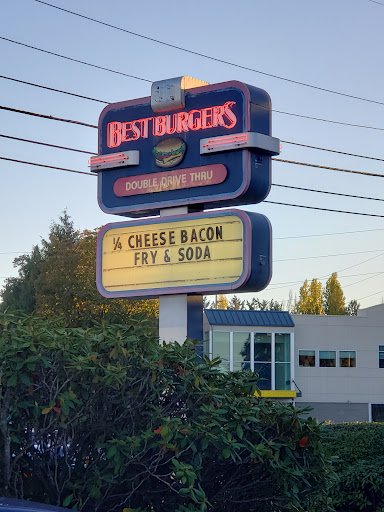 BEST BURGERS
DOUBLE DRIVE THRU
¼ CHEESE BACON
FRY & SODA